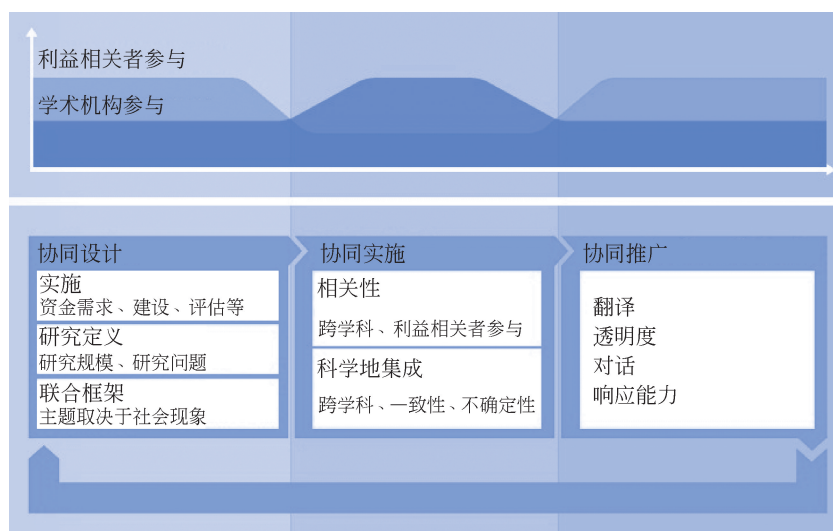 利益相关者参与
学术机构参与
协同设计
实施
资金需求、建设、评估等
研究定义
研究规模、研究问题
联合框架
主题取决于社会现象
协同实施
相关性
跨学科、利益相关者参与
科学地集成
跨学科、一致性、不确定性
协同推广
翻译
透明度
对话
响应能力